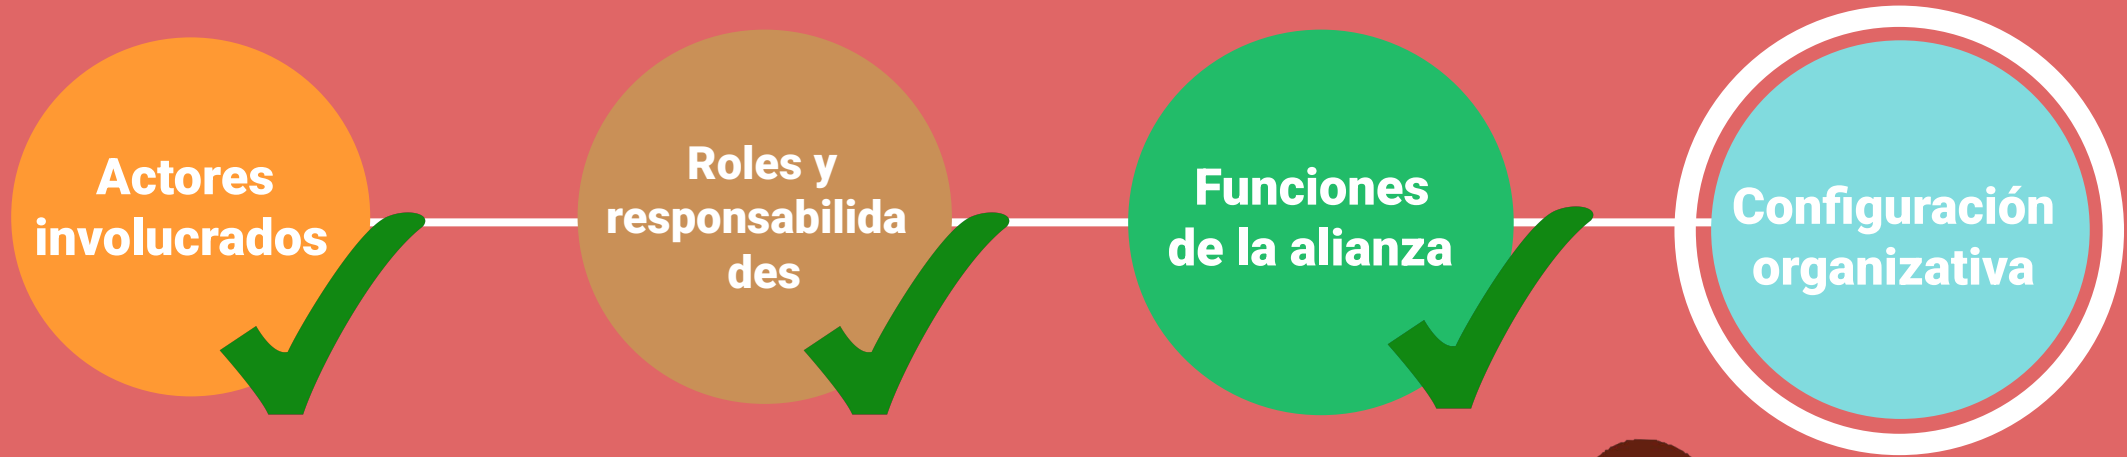 Actores
involucrados
Roles y
responsabilida
des
Funciones
de la alianza
Configuración
organizativa